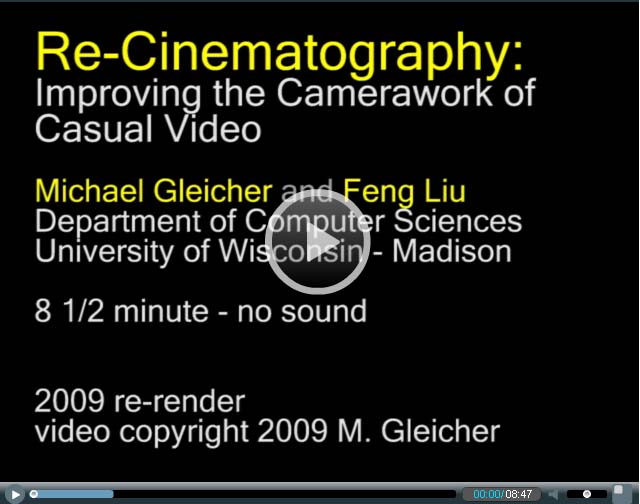 Re-Cinematography:
Improving the Camerawork of
Casual Video
Michael Gleicher and Feng Liu
Department of Computer Sciences
University of Wisconsin - Madison
8 1/2 minute - no sound
2009 re-render
video copyright 2009 M. Gleicher
00:00/08:47